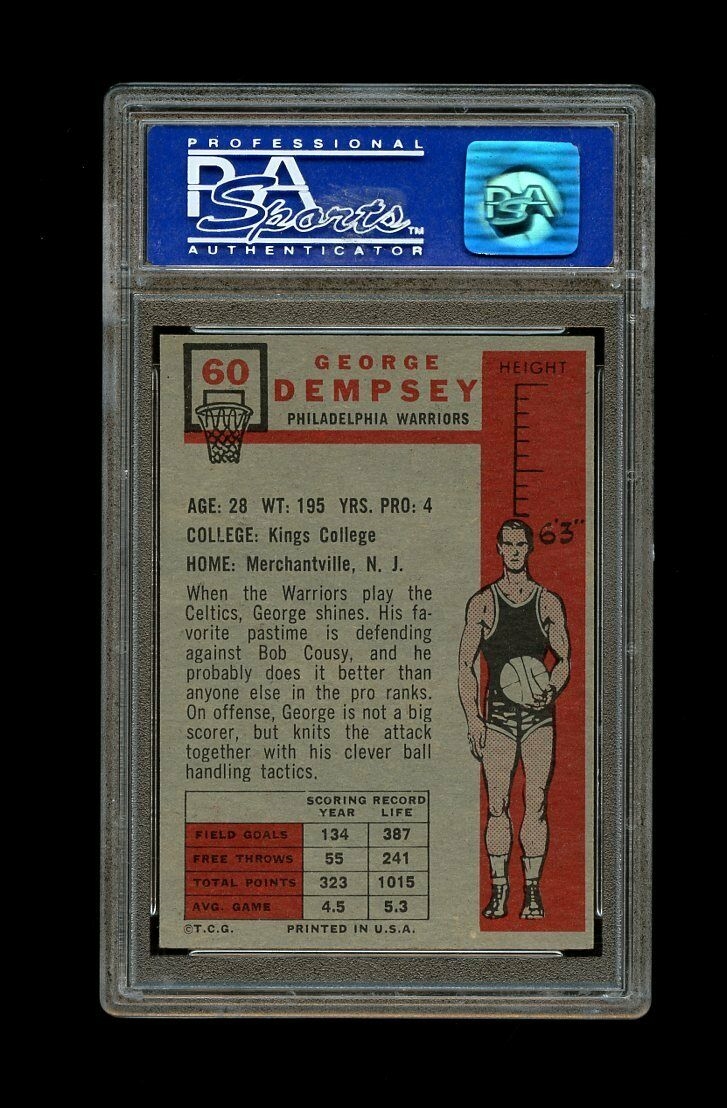 PROFESSIONAL
PSA
Sports™
AUTHENTICATOR
PSA
60
GEORGE
DEMPSEY
PHILADELPHIA WARRIORS
HEIGHT
6'3"
AGE: 28 WT: 195 YRS. PRO: 4
COLLEGE: Kings College
HOME: Merchantville, N. J.
When the Warriors play the
Celtics, George shines. His fa-
vorite pastime is defending
against Bob Cousy, and he
probably does it better than
anyone else in the pro ranks.
On offense, George is not a big
scorer, but knits the attack
together with his clever ball
handling tactics.
SCORING RECORD
YEAR LIFE
FIELD GOALS 134 387
FREE THROWS 55 241
TOTAL POINTS 323 1015
AVG. GAME 4.5 5.3
©T.C.G. PRINTED IN U.S.A.